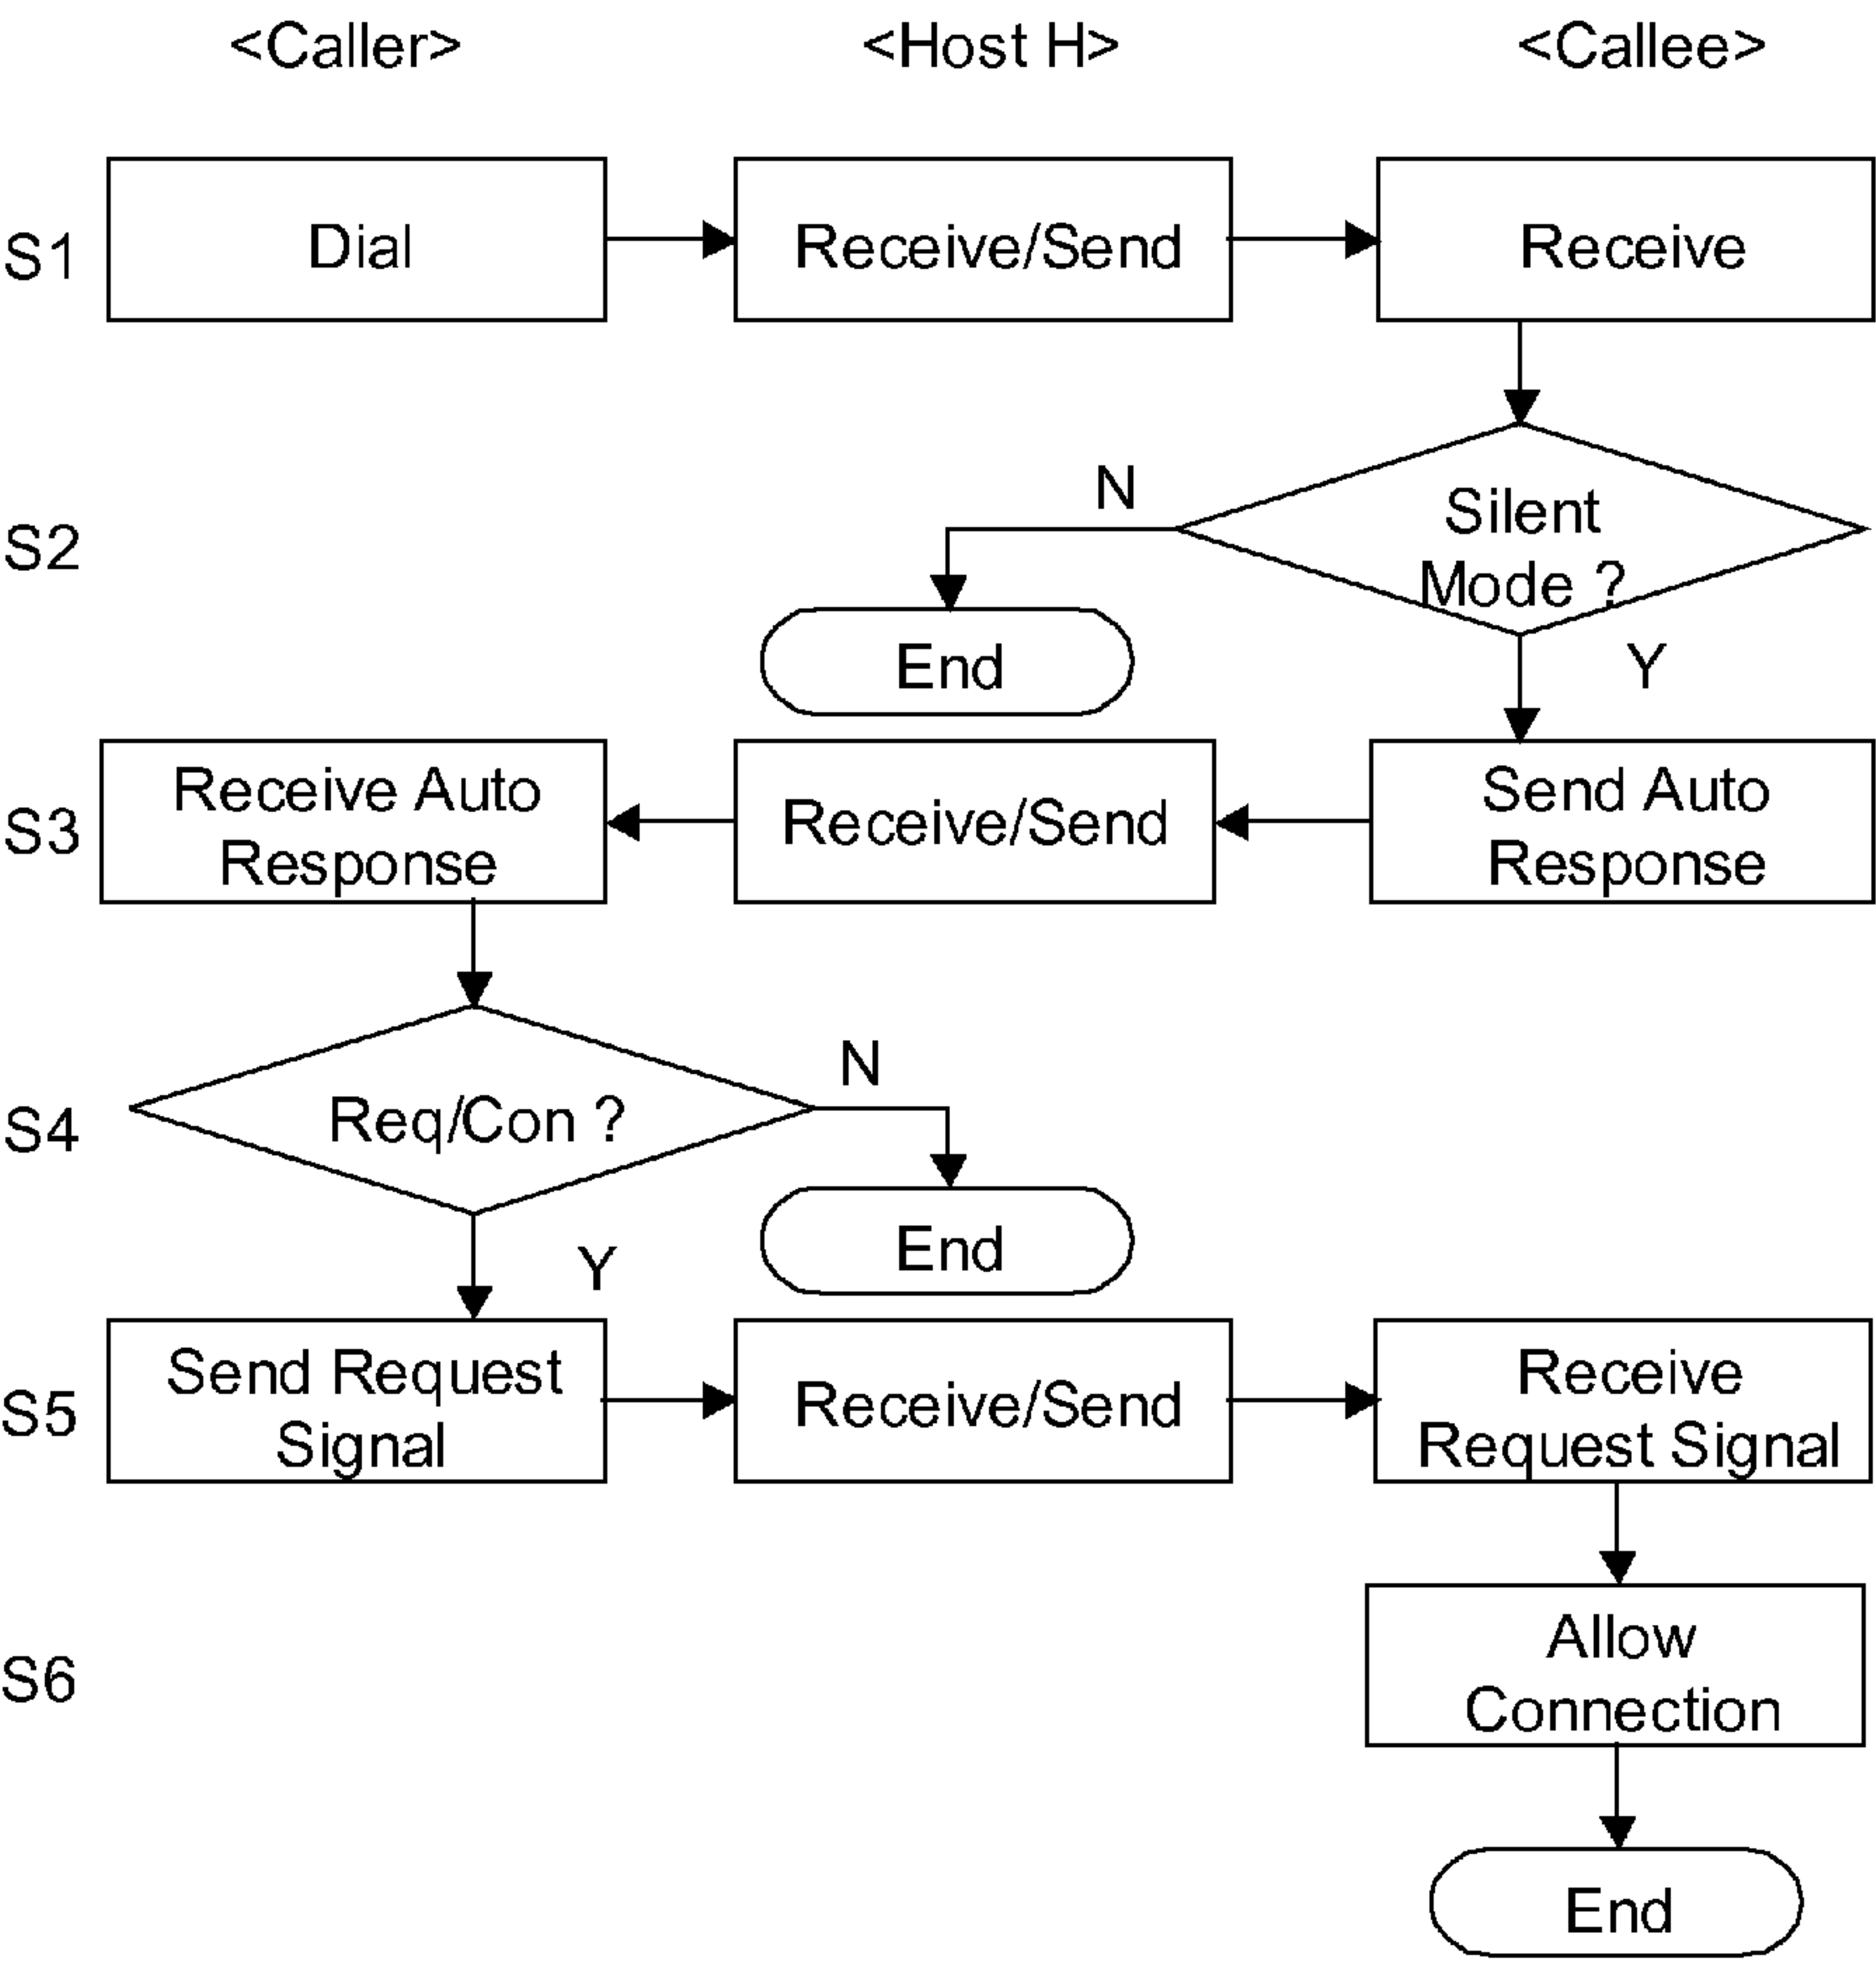 <Caller> <Host H> <Callee>
S1 Dial Receive/Send Receive
N
S2 Silent
Mode ?
End Y
S3 Receive Auto
Response
Receive/Send
Send Auto
Response
N
S4 Req/Con ?
End
Y
S5 Send Request
Signal
Receive/Send
Receive
Request Signal
S6 Allow
Connection
End